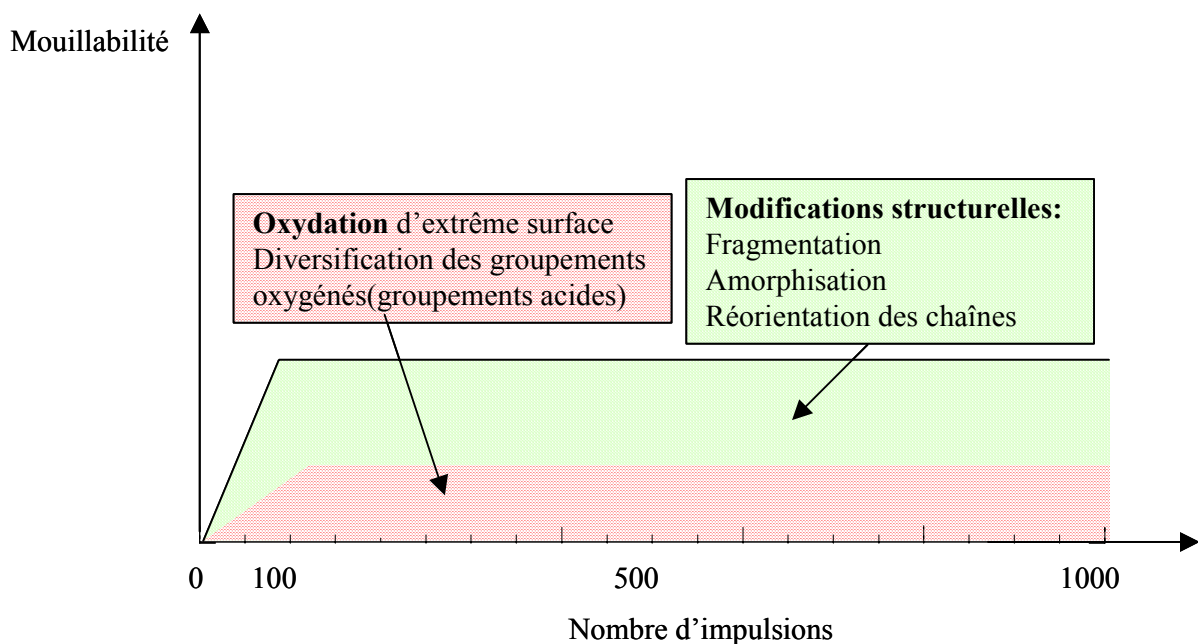 Mouillabilité
Oxydation d’extrême surface
Diversification des groupements
oxygénés(groupements acides)
Modifications structurelles:
Fragmentation
Amorphisation
Réorientation des chaînes
0 100 500 1000
Nombre d’impulsions